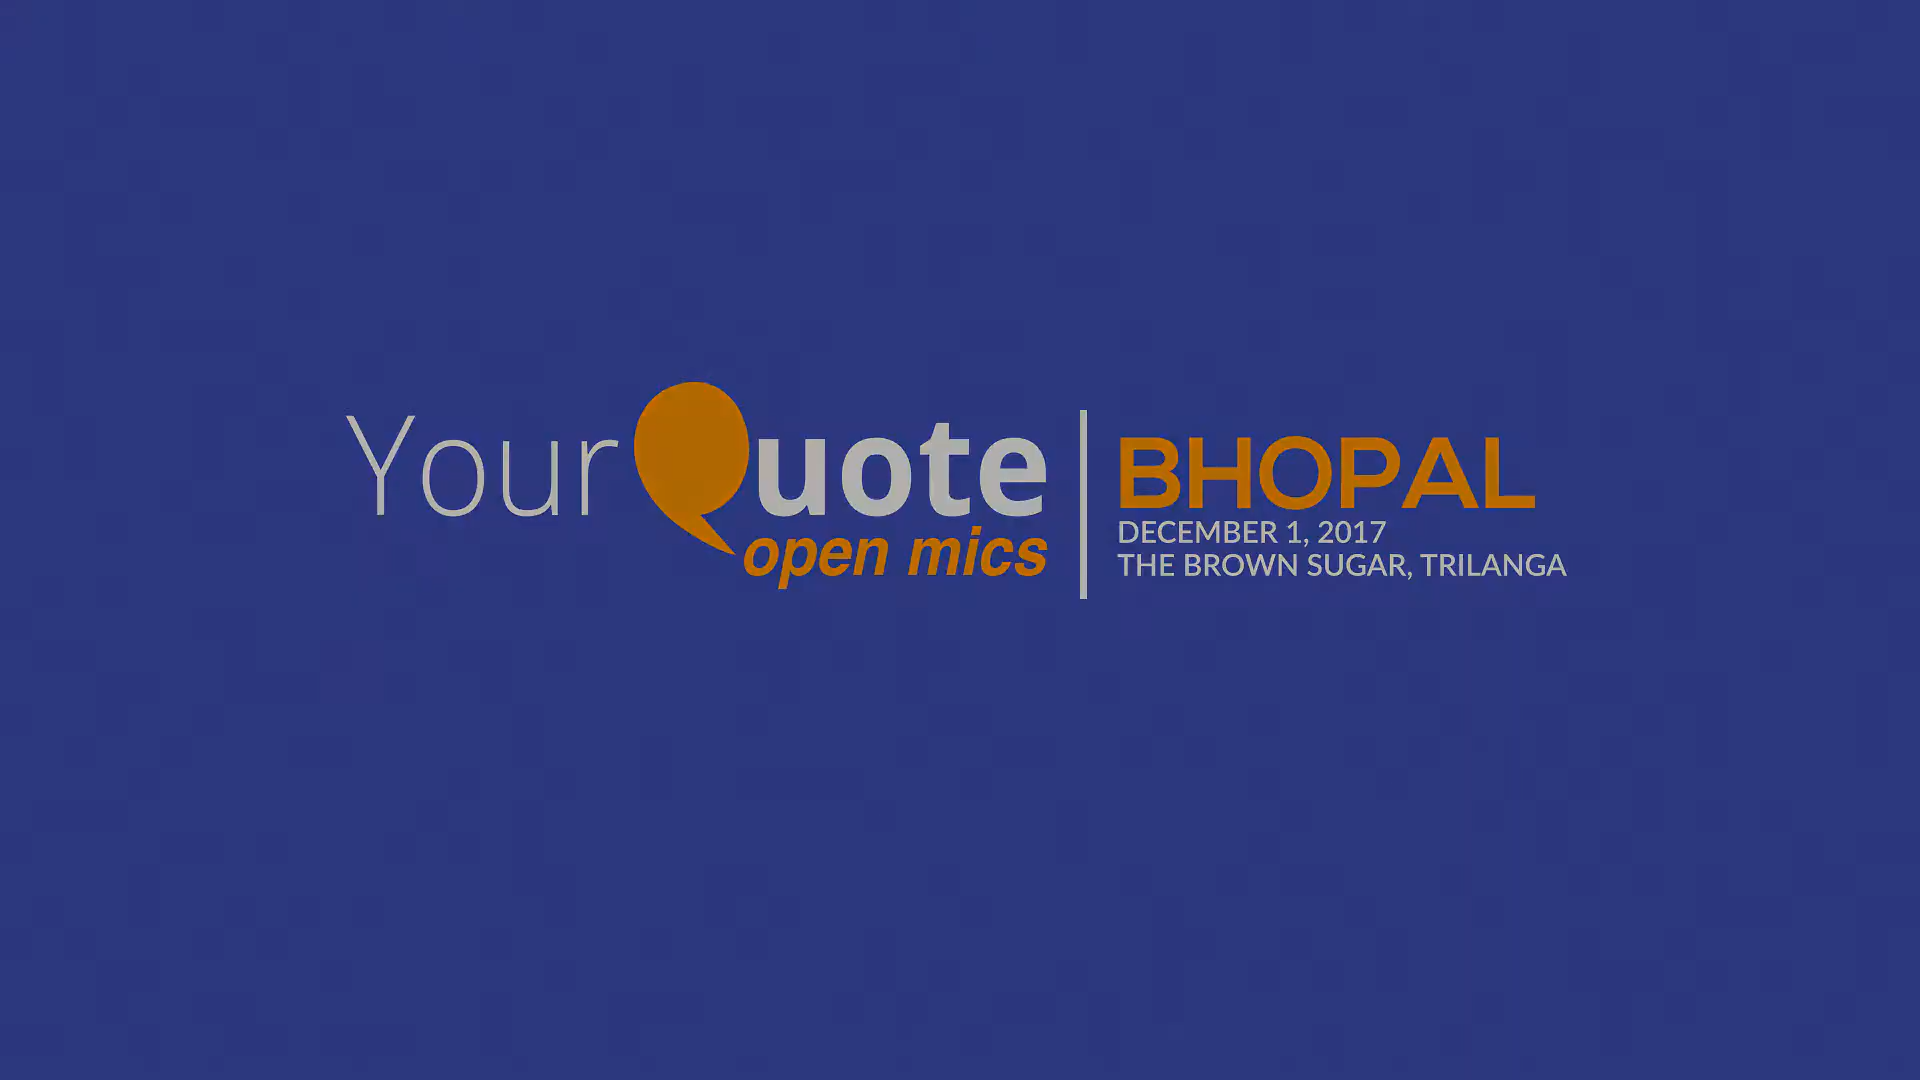 YourQuote
open mics
BHOPAL
DECEMBER 1, 2017
THE BROWN SUGAR, TRILANGA